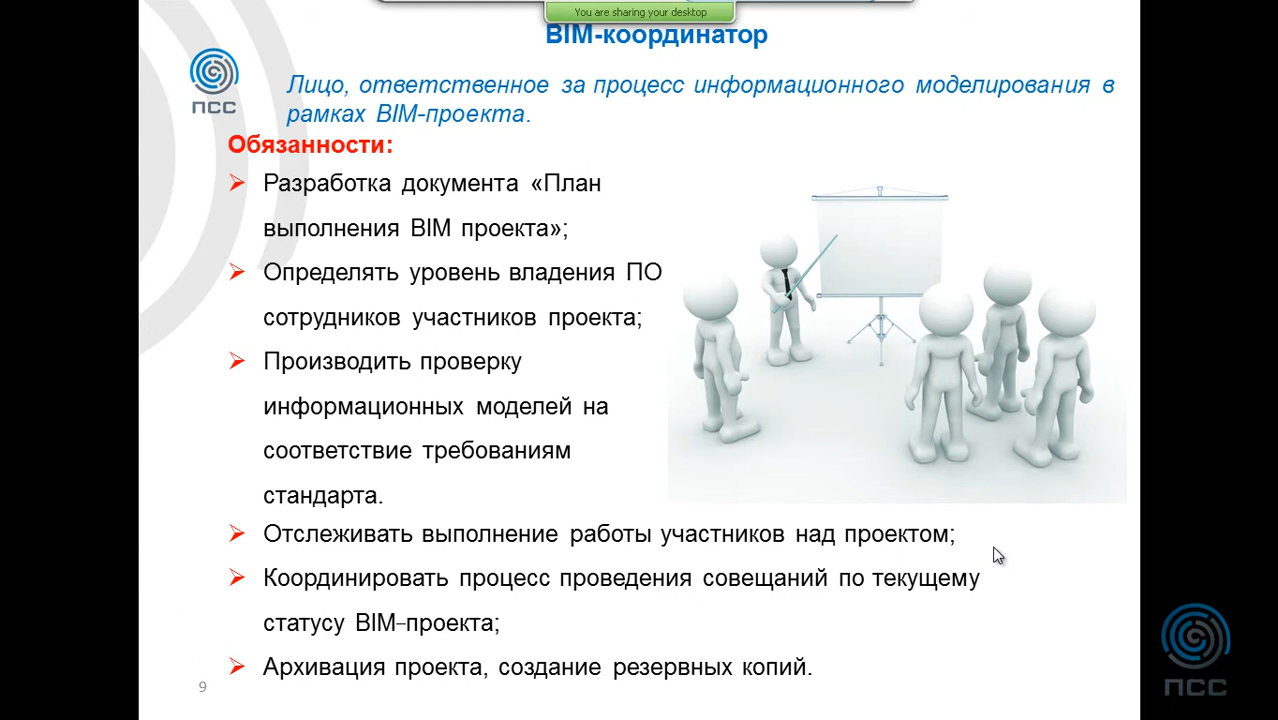 You are sharing your desktop
BIM-координатор
ПСС
Лицо, ответственное за процесс информационного моделирования в
рамках BIM-проекта.
Обязанности:
Разработка документа «План
выполнения BIM проекта»;
Определять уровень владения ПО
сотрудников участников проекта;
Производить проверку
информационных моделей на
соответствие требованиям
стандарта.
Отслеживать выполнение работы участников над проектом;
Координировать процесс проведения совещаний по текущему
статусу BIM–проекта;
Архивация проекта, создание резервных копий.
9
ПСС